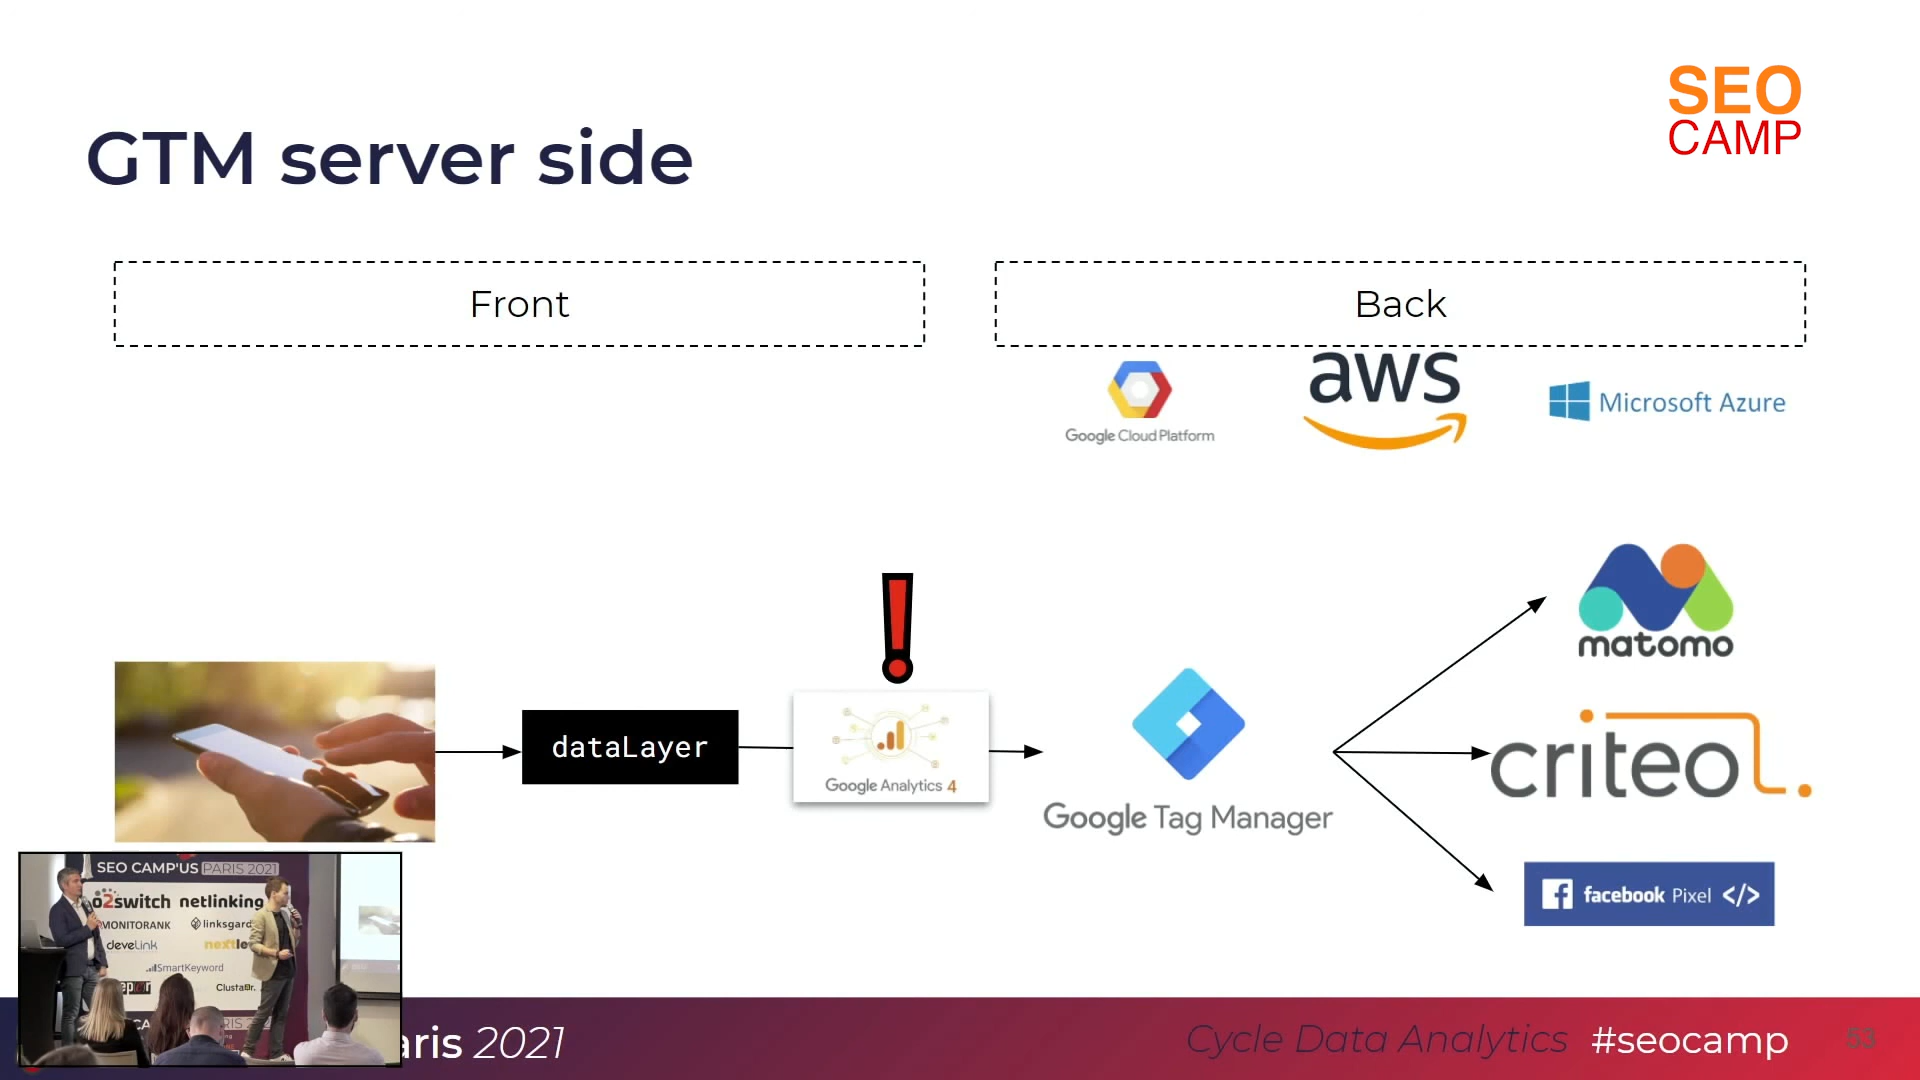 SEO
CAMP
GTM server side
Front
Back
Google Cloud Platform
aws
Microsoft Azure
matomo
dataLayer
Google Analytics 4
Google Tag Manager
criteo
facebook Pixel </>
SEO CAMP'US PARIS 2021
o2switch netlinking
MONITORANK
linksgard
develink
SmartKeyword
Clusta
aris 2021
Cycle Data Analytics #seocamp
53